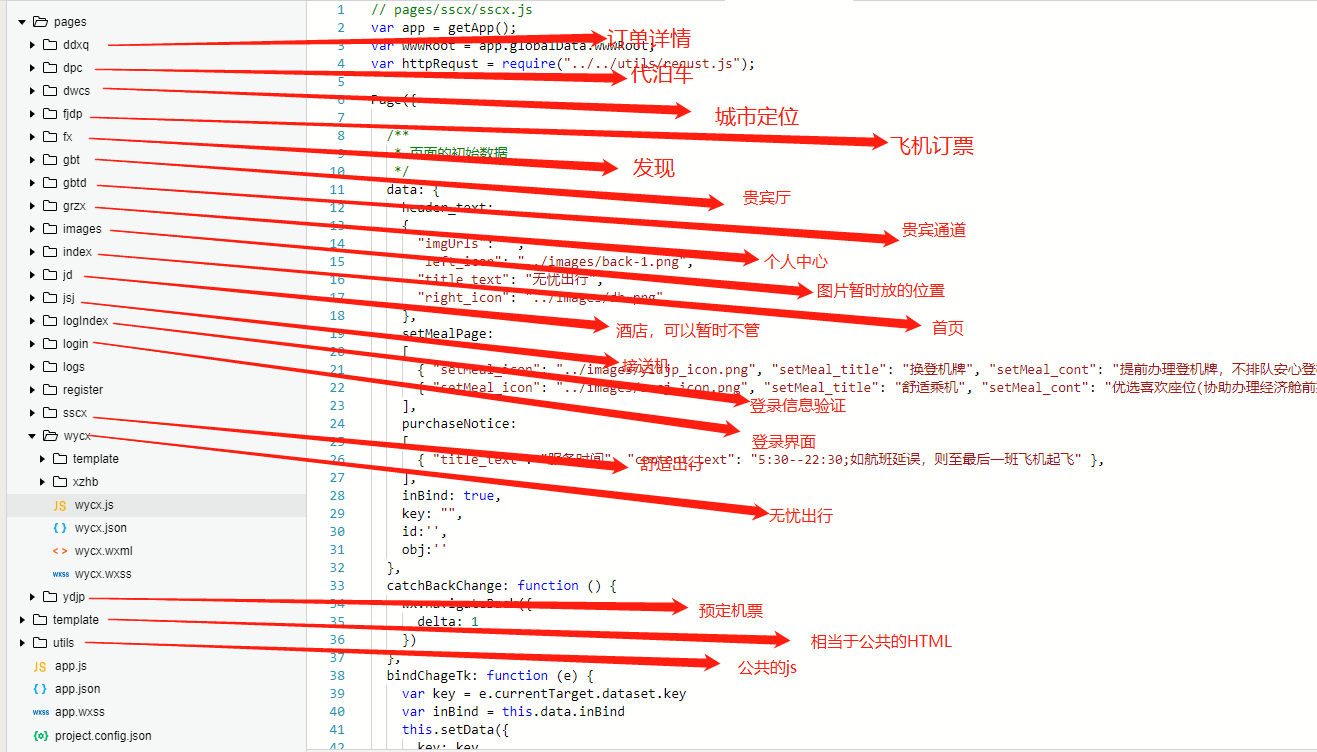 pages
ddxq
dpc
dwcs
fjdp
fx
gbt
gbtd
grzx
images
index
jd
jsj
logIndex
login
logs
register
sscx
wycx
template
xzhb
JS wycx.js
{ } wycx.json
< > wycx.wxml
wxss wycx.wxss
ydjp
template
utils
JS app.js
{ } app.json
wxss app.wxss
{o} project.config.json
1 // pages/sscx/sscx.js
2 var app = getApp();
3 var wwwRoot = app.globalData.wwwRoot;
4 var httpRequst = require("../../utils/requst.js");
5
6 Page({
7
8 /**
9 * 页面的初始数据
10 */
11 data: {
12 header_text:
13 {
14 "imgUrls": "",
15 "left_icon": "../images/back-1.png",
16 "title_text": "无忧出行",
17 "right_icon": "../images/dh.png"
18 },
19 setMealPage:
20 [
21 { "setMeal_icon": "../images/yldjp_icon.png", "setMeal_title": "换登机牌", "setMeal_cont": "提前办理登机牌，不排队安心登
22 { "setMeal_icon": "../images/ j_icon.png", "setMeal_title": "舒适乘机", "setMeal_cont": "优选喜欢座位(协助办理经济舱前
23 ],
24 purchaseNotice:
25 [
26 { "title_text": "服务时间", "content_text": "5:30--22:30;如航班延误，则至最后一班飞机起飞" },
27 ],
28 inBind: true,
29 key: "",
30 id:'',
31 obj:''
32 },
33 catchBackChange: function () {
34 wx.navigateBack({
35 delta: 1
36 })
37 },
38 bindChageTk: function (e) {
39 var key = e.currentTarget.dataset.key
40 var inBind = this.data.inBind
41 this.setData({
42 key: key
订单详情
代泊车
城市定位
飞机订票
发现
贵宾厅
贵宾通道
个人中心
图片暂时放的位置
首页
酒店，可以暂时不管
接送机
登录信息验证
登录界面
舒适出行
无忧出行
预定机票
相当于公共的HTML
公共的js